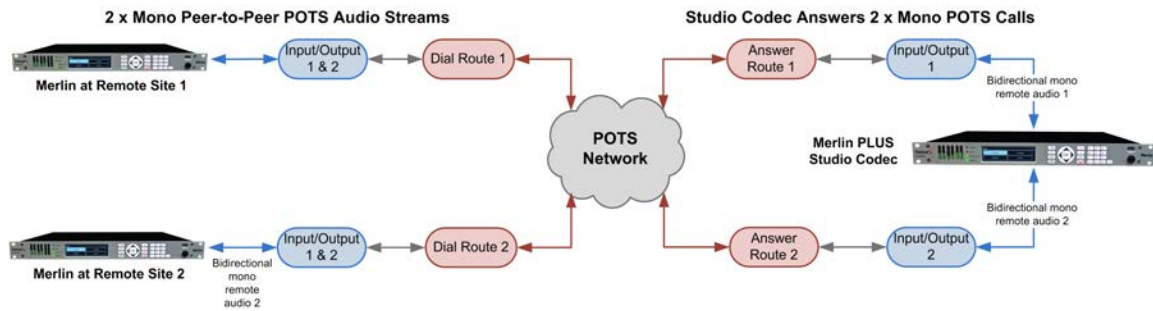 2 x Mono Peer-to-Peer POTS Audio Streams
Studio Codec Answers 2 x Mono POTS Calls
Merlin at Remote Site 1
Input/Output
1 & 2
Dial Route 1
POTS
Network
Answer
Route 1
Input/Output
1
Bidirectional mono
remote audio 1
Merlin PLUS
Studio Codec
Merlin at Remote Site 2
Bidirectional
mono
remote
audio 2
Input/Output
1 & 2
Dial Route 2
Answer
Route 2
Input/Output
2
Bidirectional mono
remote audio 2